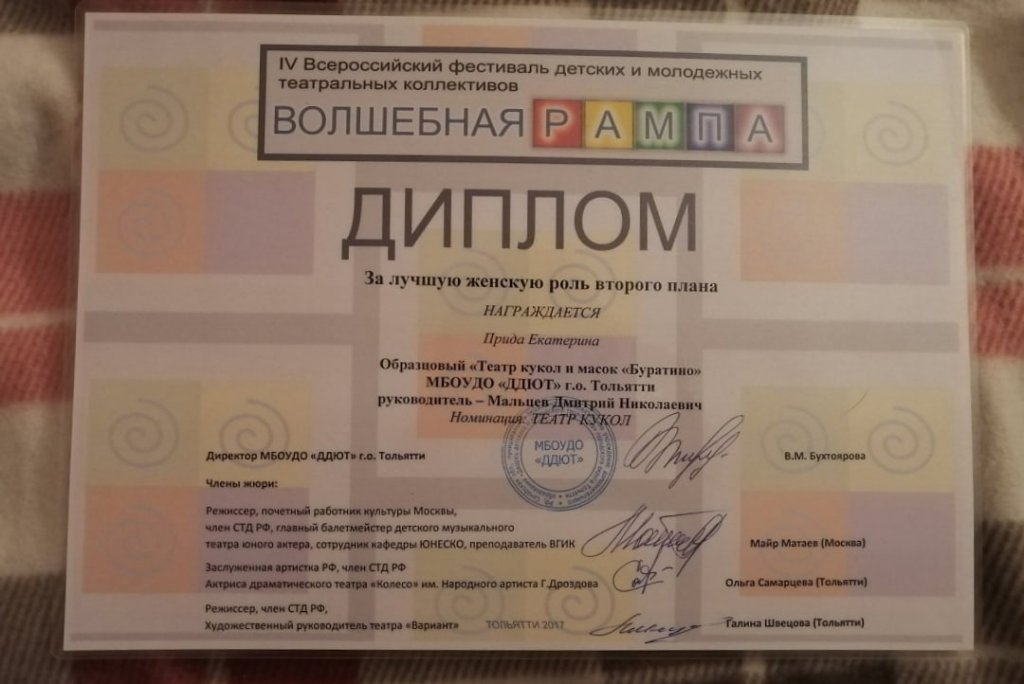 IV Всероссийский фестиваль детских и молодежных
театральных коллективов
ВОЛШЕБНАЯ РАМПА
ДИПЛОМ
За лучшую женскую роль второго плана
НАГРАЖДАЕТСЯ
Прида Екатерина
Образцовый «Театр кукол и масок «Буратино»
МБОУДО «ДДЮТ» г.о. Тольятти
руководитель – Мальцев Дмитрий Николаевич
Номинация: ТЕАТР КУКОЛ
МБОУДО
«ДДЮТ»
Директор МБОУДО «ДДЮТ» г.о. Тольятти
В.М. Бухтоярова
Члены жюри:
Режиссер, почетный работник культуры Москвы,
член СТД РФ, главный балетмейстер детского музыкального
театра юного актера, сотрудник кафедры ЮНЕСКО, преподаватель ВГИК
Майр Матаев (Москва)
Заслуженная артистка РФ, член СТД РФ
Актриса драматического театра «Колесо» им. Народного артиста Г.Дроздова
Ольга Самарцева (Тольятти)
Режиссер, член СТД РФ,
Художественный руководитель театра «Вариант»
ТОЛЬЯТТИ 2017
Галина Швецова (Тольятти)